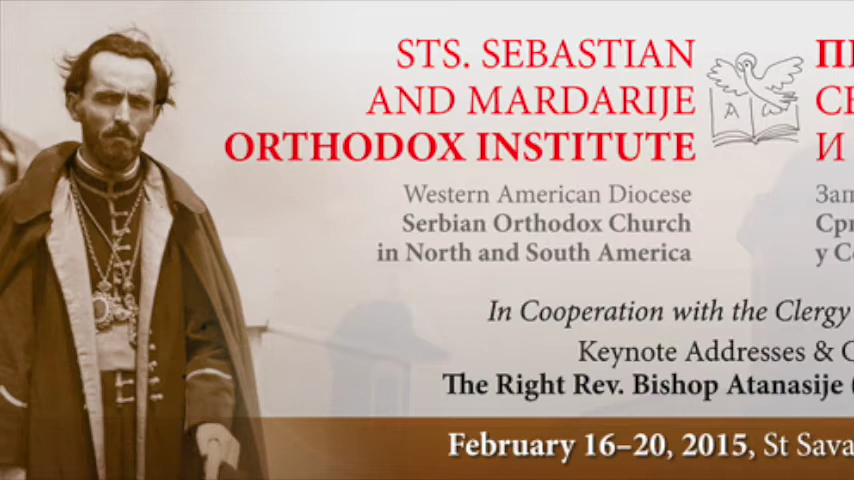 STS. SEBASTIAN
AND MARDARIJE
ORTHODOX INSTITUTE
Western American Diocese
Serbian Orthodox Church
in North and South America
И
у
In Cooperation with the Clergy
Keynote Addresses &
The Right Rev. Bishop Atanasije
February 16–20, 2015, St Sava